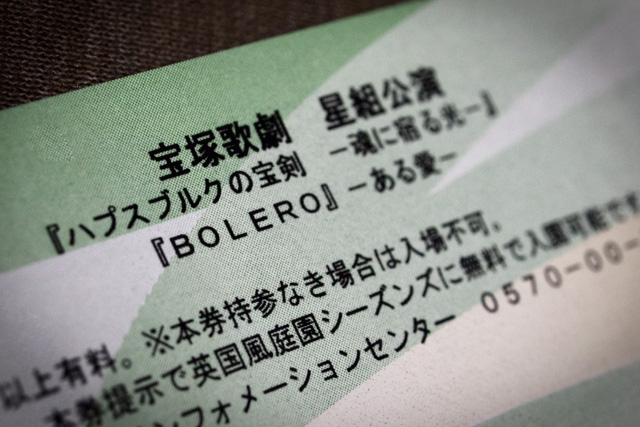 宝塚歌劇 星組公演
『ハプスブルクの宝剣 －魂に宿る光－』
『BOLERO』－ある愛－
以上有料。※本券持参なき場合は入場不可。
本券提示で英国風庭園シーズンズに無料で入園可能です
ンフォメーションセンター 0570－00－